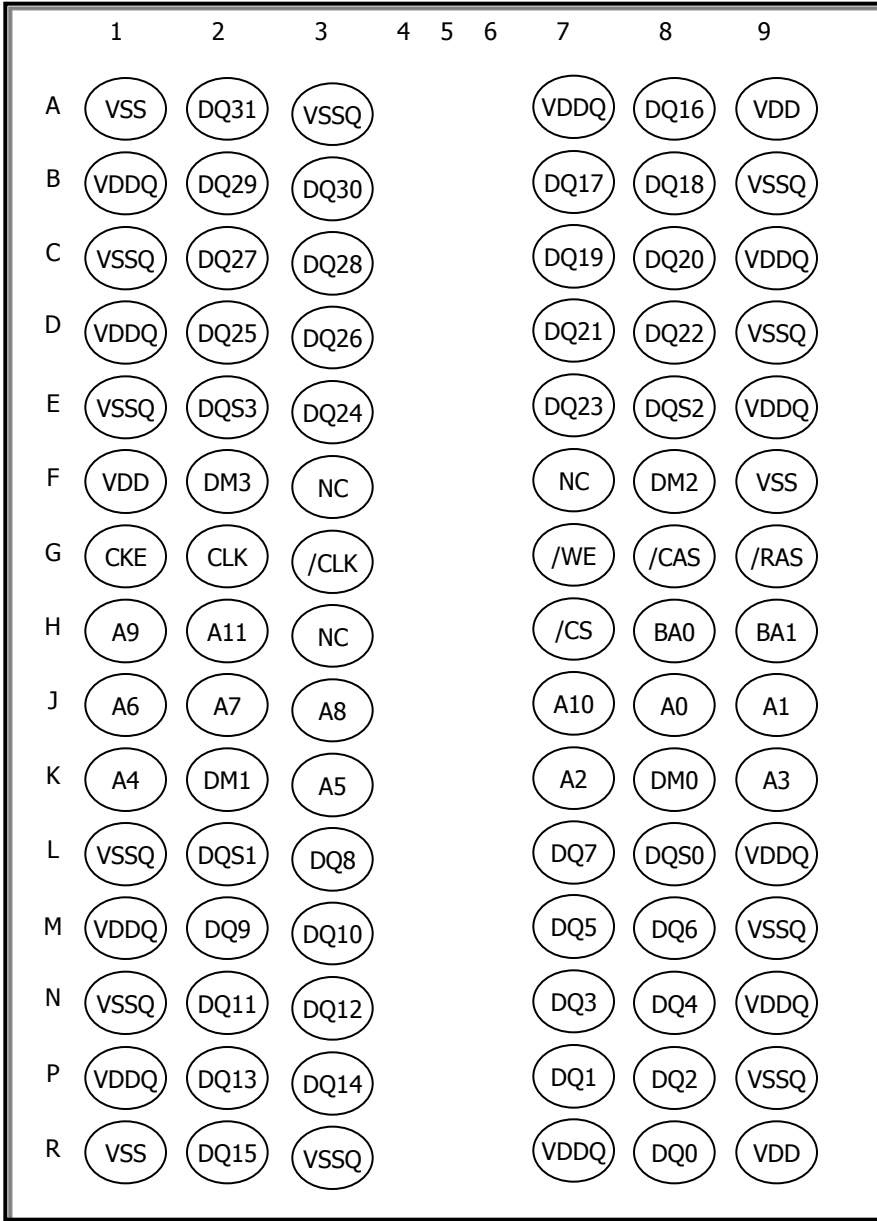 1 2 3 4 5 6 7 8 9
A VSS DQ31 VSSQ VDDQ DQ16 VDD
B VDDQ DQ29 DQ30 DQ17 DQ18 VSSQ
C VSSQ DQ27 DQ28 DQ19 DQ20 VDDQ
D VDDQ DQ25 DQ26 DQ21 DQ22 VSSQ
E VSSQ DQS3 DQ24 DQ23 DQS2 VDDQ
F VDD DM3 NC NC DM2 VSS
G CKE CLK /CLK /WE /CAS /RAS
H A9 A11 NC /CS BA0 BA1
J A6 A7 A8 A10 A0 A1
K A4 DM1 A5 A2 DM0 A3
L VSSQ DQS1 DQ8 DQ7 DQS0 VDDQ
M VDDQ DQ9 DQ10 DQ5 DQ6 VSSQ
N VSSQ DQ11 DQ12 DQ3 DQ4 VDDQ
P VDDQ DQ13 DQ14 DQ1 DQ2 VSSQ
R VSS DQ15 VSSQ VDDQ DQ0 VDD